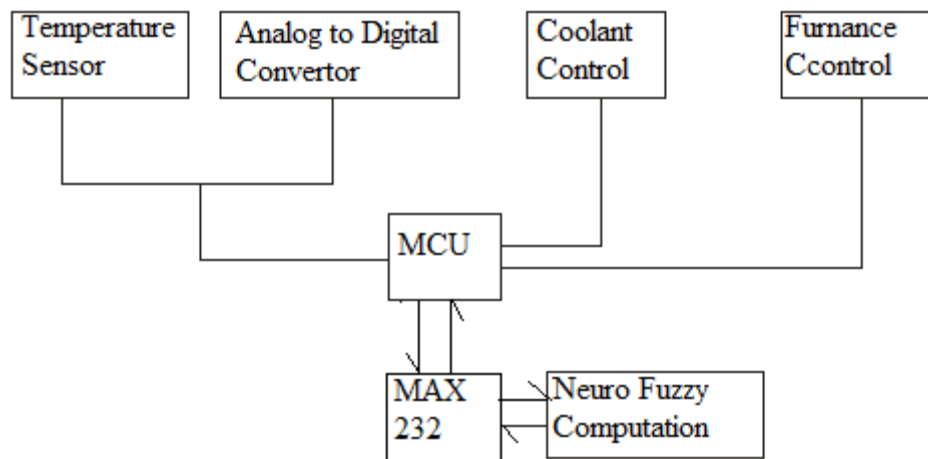 Temperature
Sensor
Analog to Digital
Convertor
Coolant
Control
Furnance
Ccontrol
MCU
MAX
232
Neuro Fuzzy
Computation